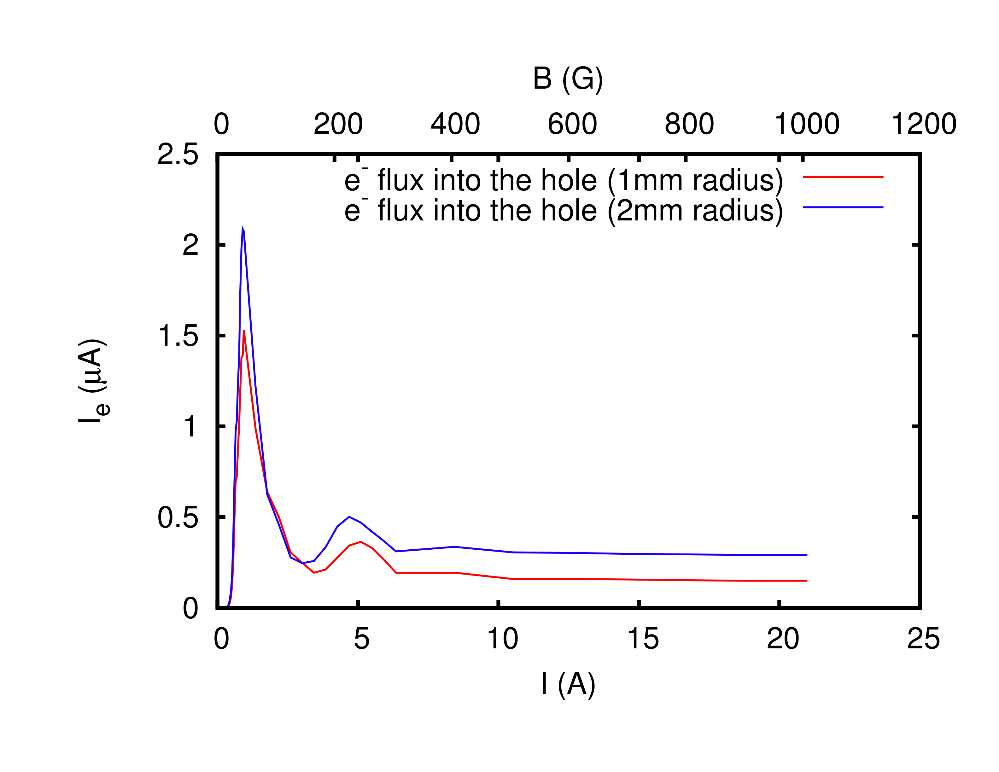 B (G)
0 200 400 600 800 1000 1200
2.5
e- flux into the hole (1mm radius)
e- flux into the hole (2mm radius)
2
1.5
1
0.5
0
Ie (µA)
0 5 10 15 20 25
I (A)